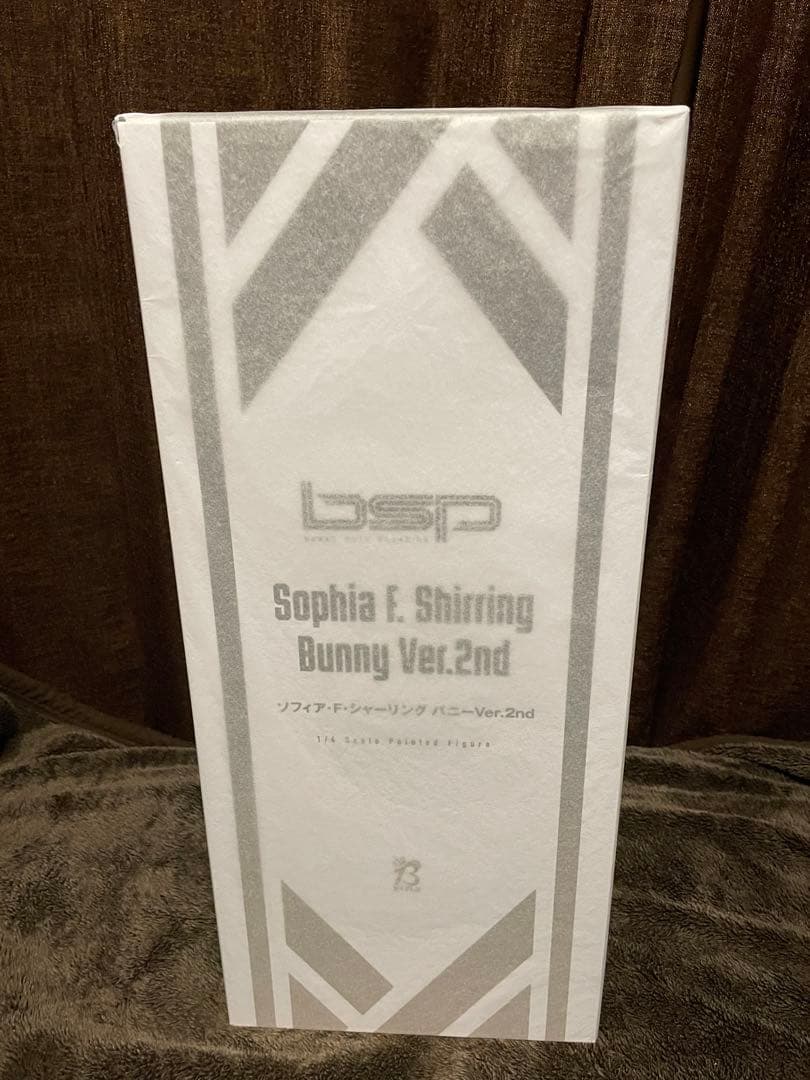 bsp
Sophia F. Shirring
Bunny Ver.2nd
ソフィア・F・シャーリング バニーVer.2nd
1/4 Scale Painted Figure
B